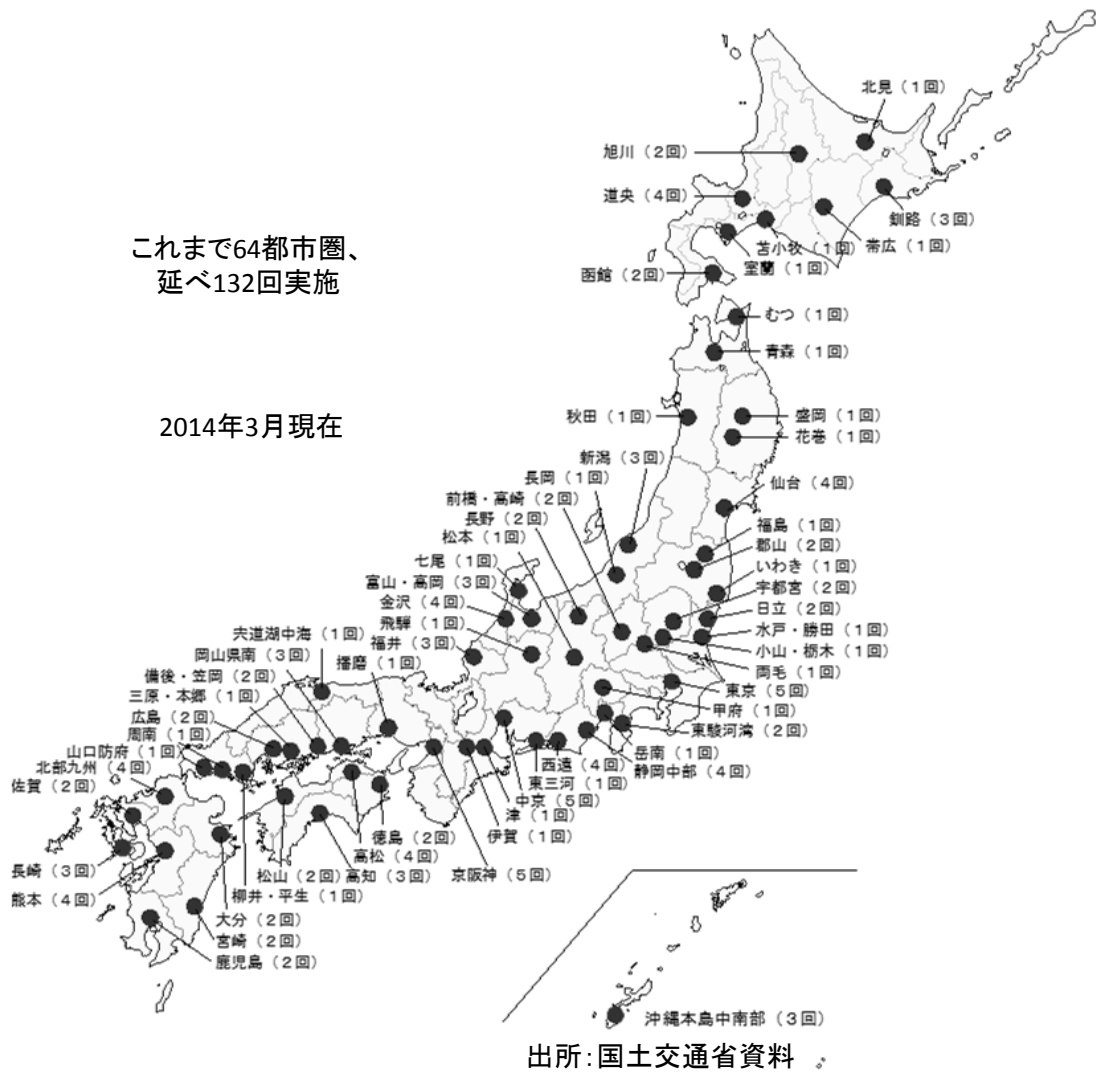 北見（1回）
旭川（2回）
道央（4回）
釧路（3回）
これまで64都市圏、
延べ132回実施
苫小牧（1回）
帯広（1回）
室蘭（1回）
函館（2回）
むつ（1回）
青森（1回）
2014年3月現在
秋田（1回）
盛岡（1回）
花巻（1回）
新潟（3回）
長岡（1回）
仙台（4回）
前橋・高崎（2回）
長野（2回）
福島（1回）
松本（1回）
郡山（2回）
七尾（1回）
いわき（1回）
富山・高岡（3回）
宇都宮（2回）
金沢（4回）
日立（2回）
飛騨（1回）
水戸・勝田（1回）
宍道湖中海（1回）
福井（3回）
小山・栃木（1回）
岡山県南（3回）
播磨（1回）
両毛（1回）
備後・笠岡（2回）
東京（5回）
三原・本郷（1回）
甲府（1回）
広島（2回）
東駿河湾（2回）
周南（1回）
山口防府（1回）
岳南（1回）
北部九州（4回）
西遠（4回）
静岡中部（4回）
佐賀（2回）
東三河（1回）
中京（5回）
津（1回）
徳島（2回）
伊賀（1回）
高松（4回）
長崎（3回）
松山（2回）
高知（3回）
京阪神（5回）
熊本（4回）
柳井・平生（1回）
大分（2回）
宮崎（2回）
鹿児島（2回）
沖縄本島中南部（3回）
出所：国土交通省資料